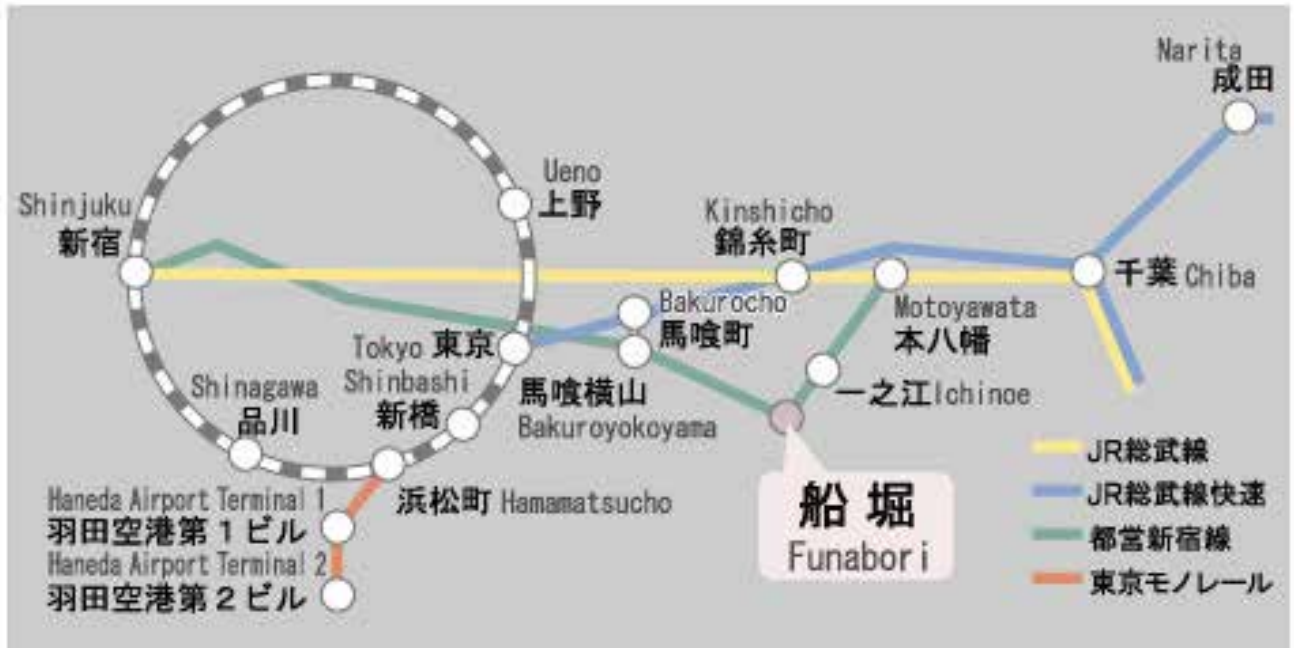 Narita
成田
Ueno
上野
Shinjuku
新宿
Kinshicho
錦糸町
千葉 Chiba
Bakurocho
馬喰町
Motoyawata
本八幡
Tokyo 東京
Shinbashi
新橋
Shinagawa
品川
馬喰横山
Bakuroyokoyama
一之江 Ichinoe
浜松町 Hamamatsucho
Haneda Airport Terminal 1
羽田空港第1ビル
Haneda Airport Terminal 2
羽田空港第2ビル
船堀
Funabori
JR総武線
JR総武線快速
都営新宿線
東京モノレール